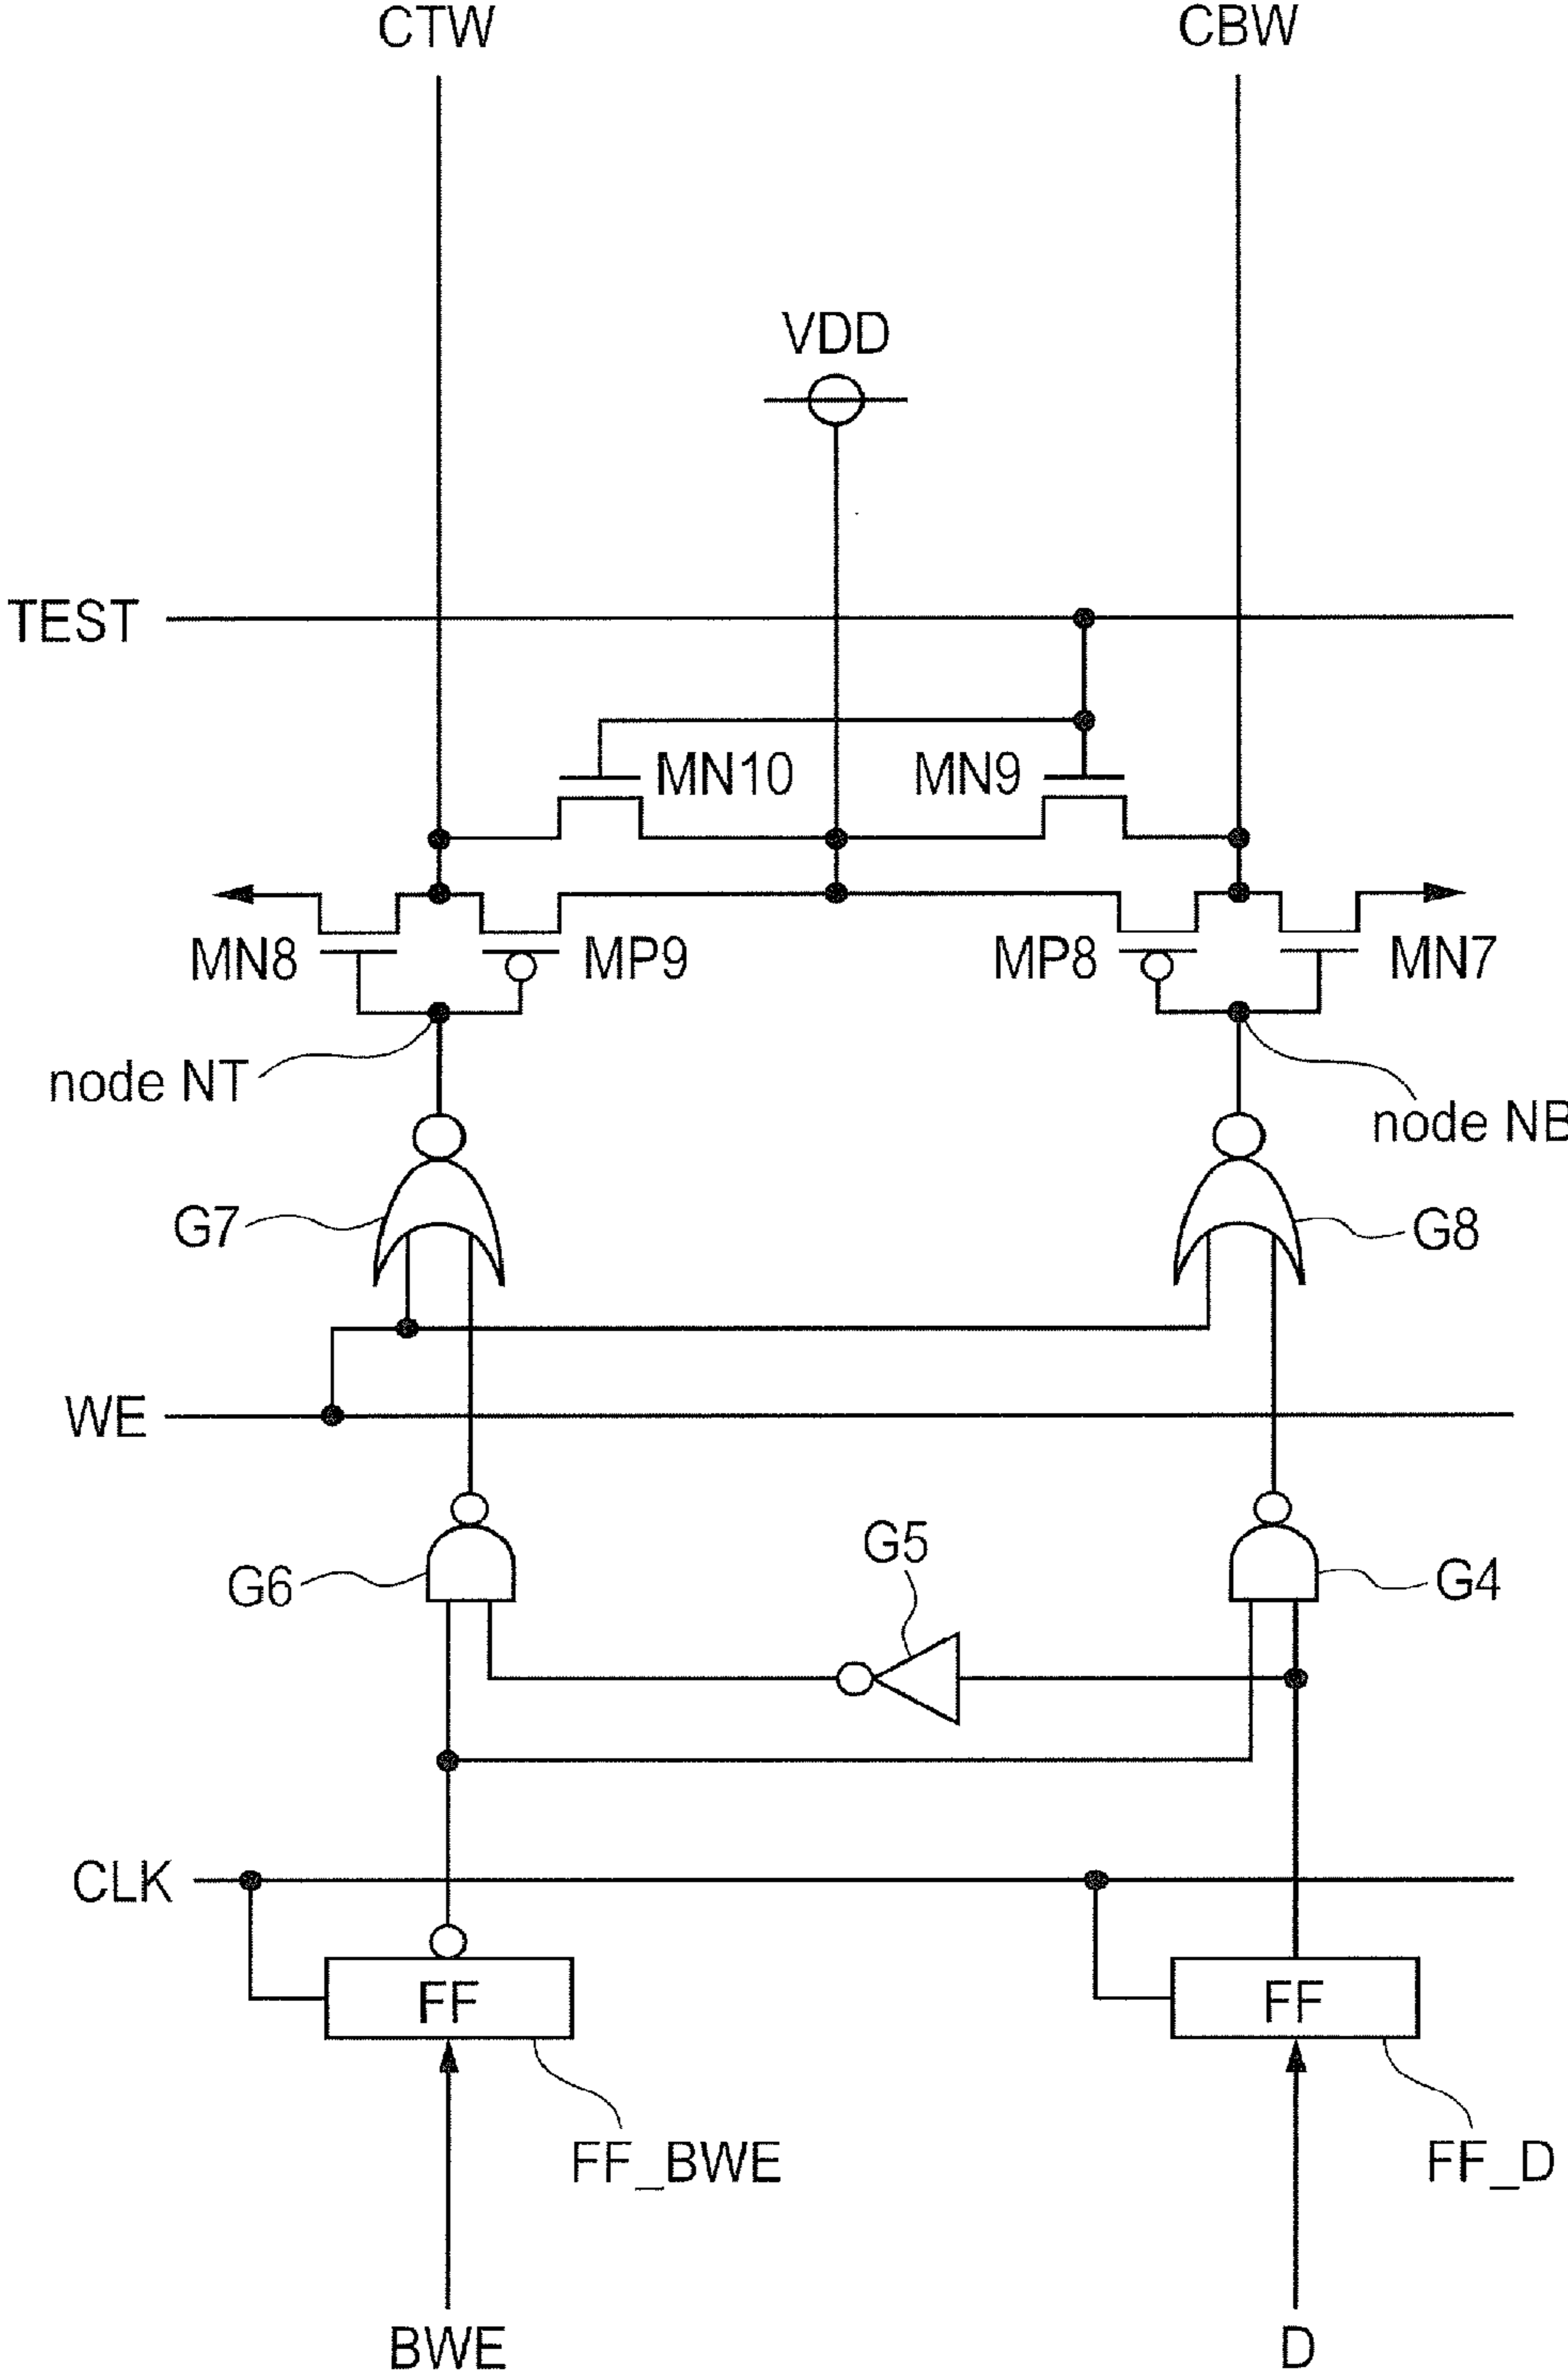 CTW
CBW
VDD
TEST
MN10
MN9
MN8
MP9
MP8
MN7
node NT
node NB
G7
G8
WE
G5
G6
G4
CLK
FF
FF
FF_BWE
FF_D
BWE
D